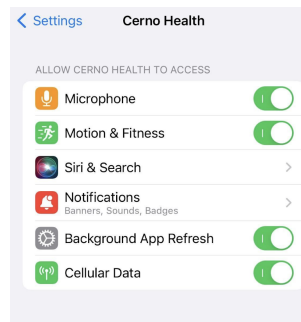 Settings
Cerno Health
ALLOW CERNO HEALTH TO ACCESS
Microphone
Motion & Fitness
Siri & Search
Notifications
Banners, Sounds, Badges
Background App Refresh
Cellular Data